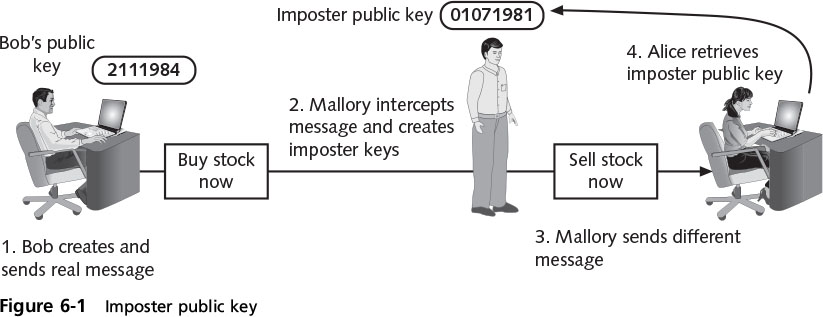 Imposter public key 01071981
Bob's public
key 2111984
4. Alice retrieves
imposter public key
2. Mallory intercepts
message and creates
imposter keys
Buy stock
now
Sell stock
now
1. Bob creates and
sends real message
3. Mallory sends different
message
Figure 6-1 Imposter public key